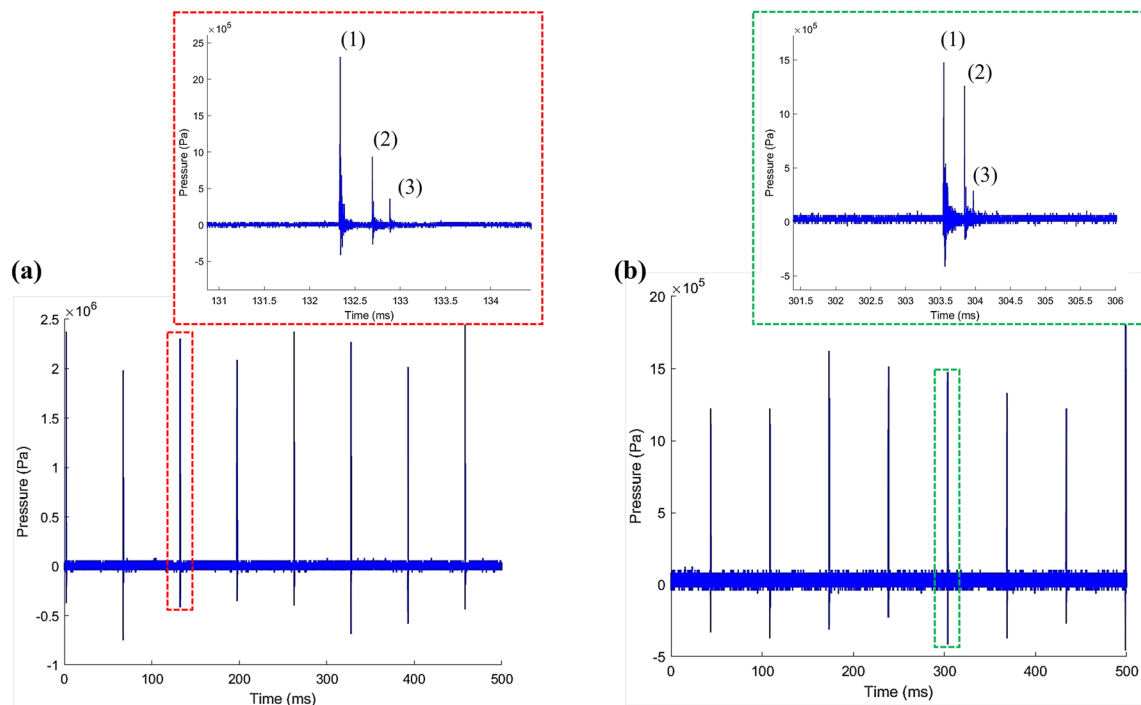 (a)
×10⁵
25
20
15
10
5
0
-5
Pressure (Pa)
(1)
(2)
(3)
131 131.5 132 132.5 133 133.5 134
Time (ms)
×10⁶
2.5
2
1.5
1
0.5
0
-0.5
-1
Pressure (Pa)
0 100 200 300 400 500
Time (ms)
(b)
×10⁵
15
10
5
0
-5
Pressure (Pa)
(1)
(2)
(3)
301.5 302 302.5 303 303.5 304 304.5 305 305.5 306
Time (ms)
×10⁵
20
15
10
5
0
-5
Pressure (Pa)
0 100 200 300 400 500
Time (ms)